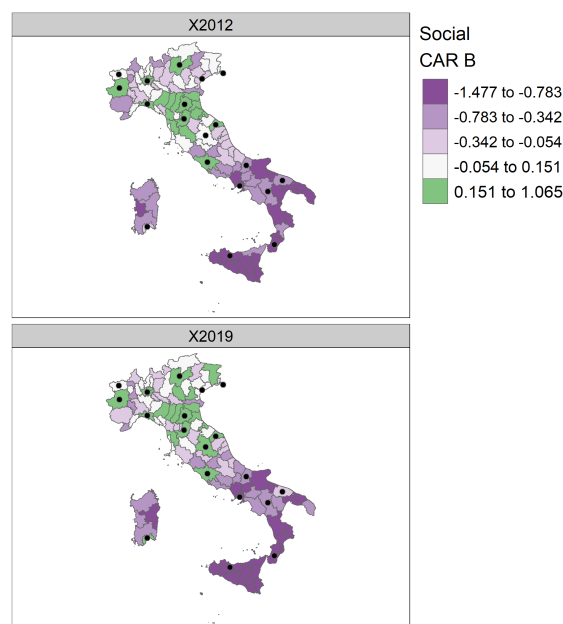 X2012
Social
CAR B
-1.477 to -0.783
-0.783 to -0.342
-0.342 to -0.054
-0.054 to 0.151
0.151 to 1.065
X2019